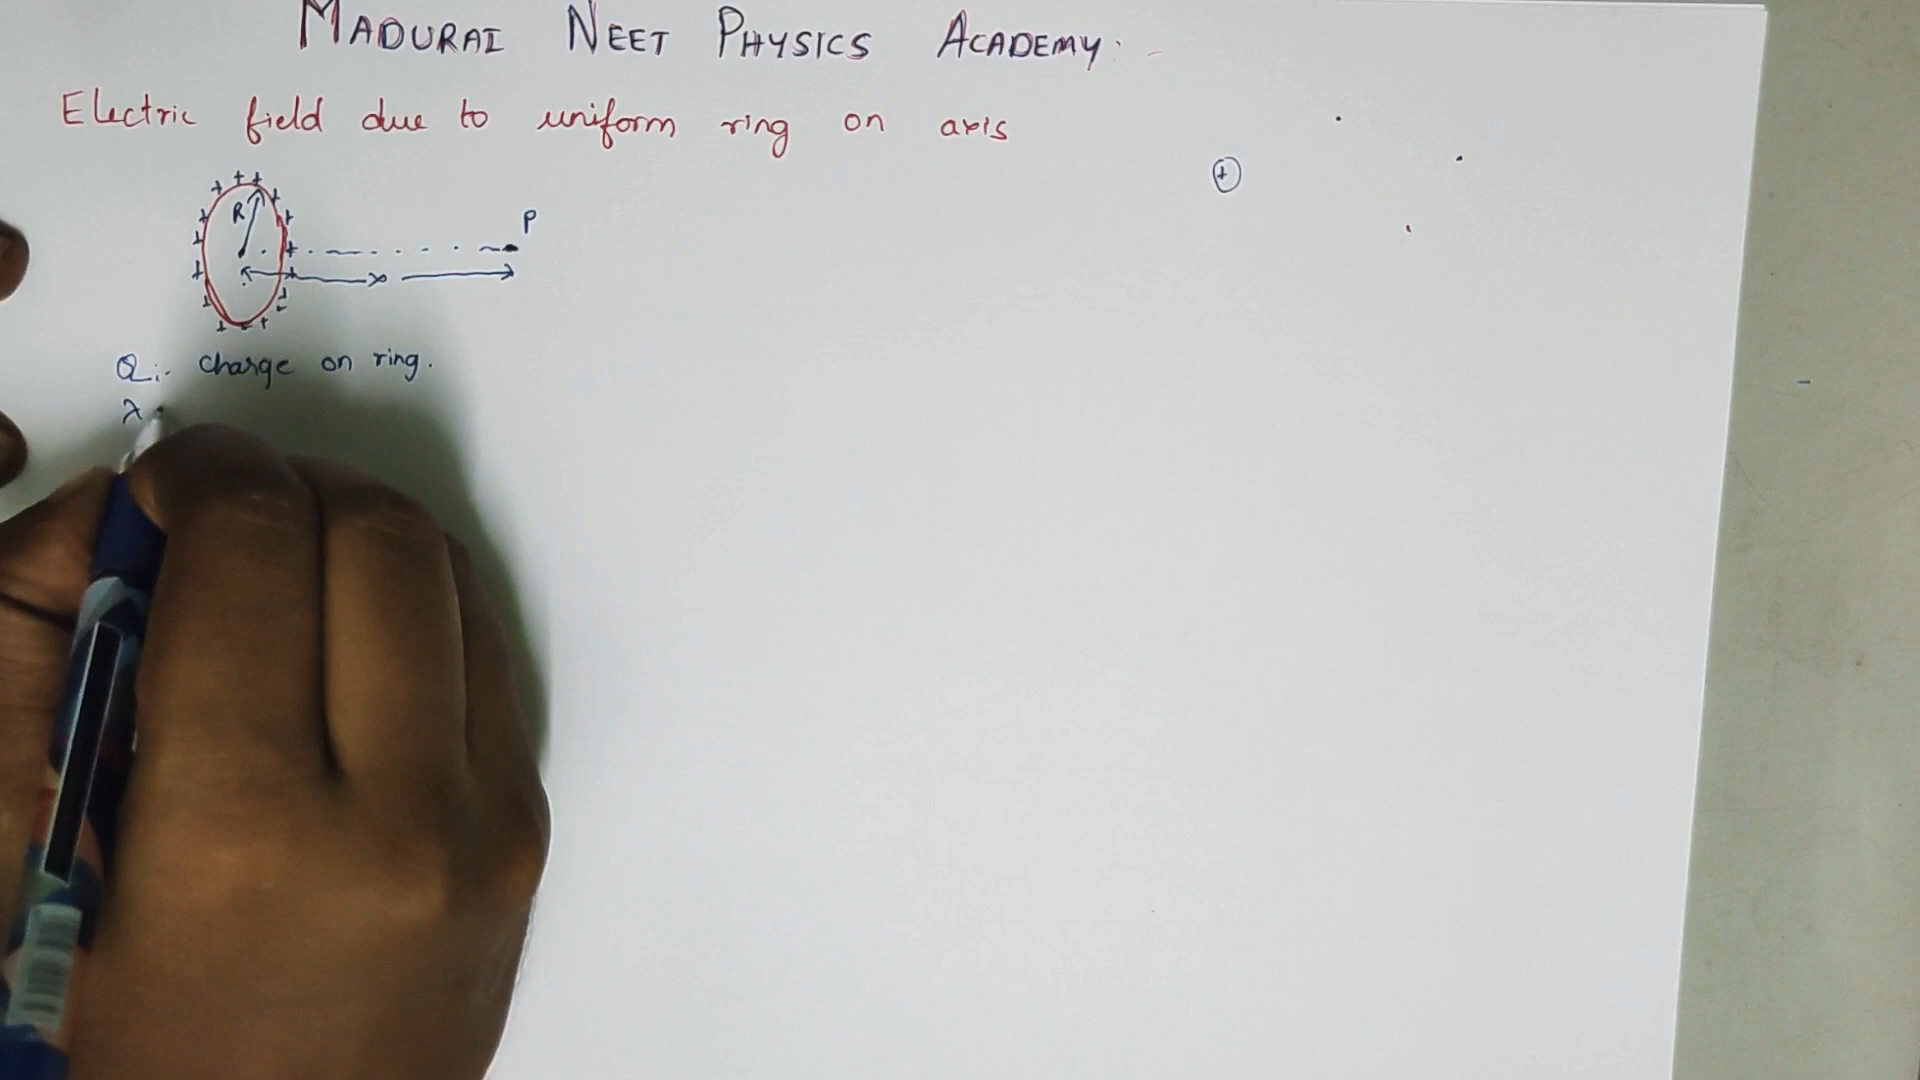 MADURAI NEET PHYSICS ACADEMY:-
Electric field due to uniform ring on axis
R
P
x
Q:- charge on ring.
λ